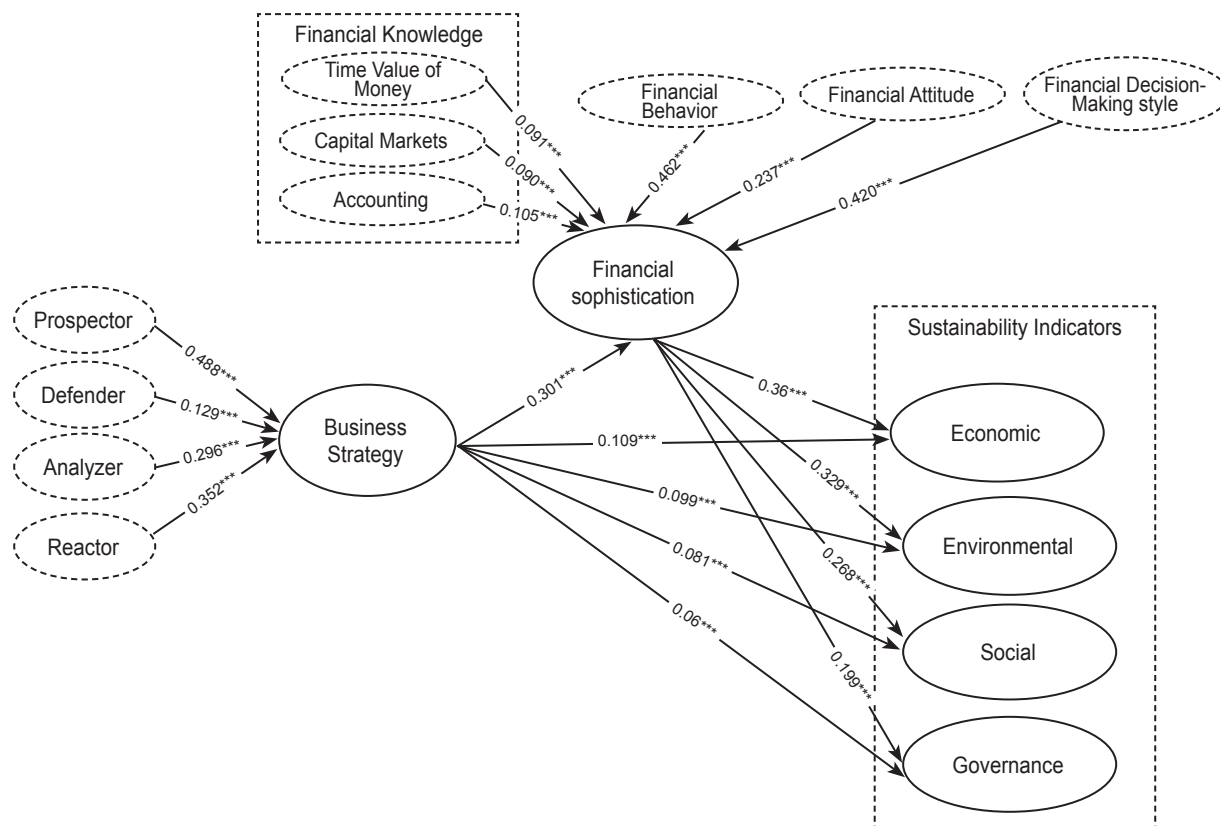 Financial Knowledge
Time Value of
Money
Capital Markets
Accounting
Financial
Behavior
Financial Attitude
Financial Decision-
Making style
0.091***
0.090***
0.105***
0.462***
0.237***
0.420***
Financial
sophistication
Prospector
Defender
Analyzer
Reactor
0.488***
0.129***
0.296***
0.352***
Business
Strategy
0.301***
0.109***
0.099***
0.081***
0.06***
0.36***
0.329***
0.268***
0.199***
Sustainability Indicators
Economic
Environmental
Social
Governance